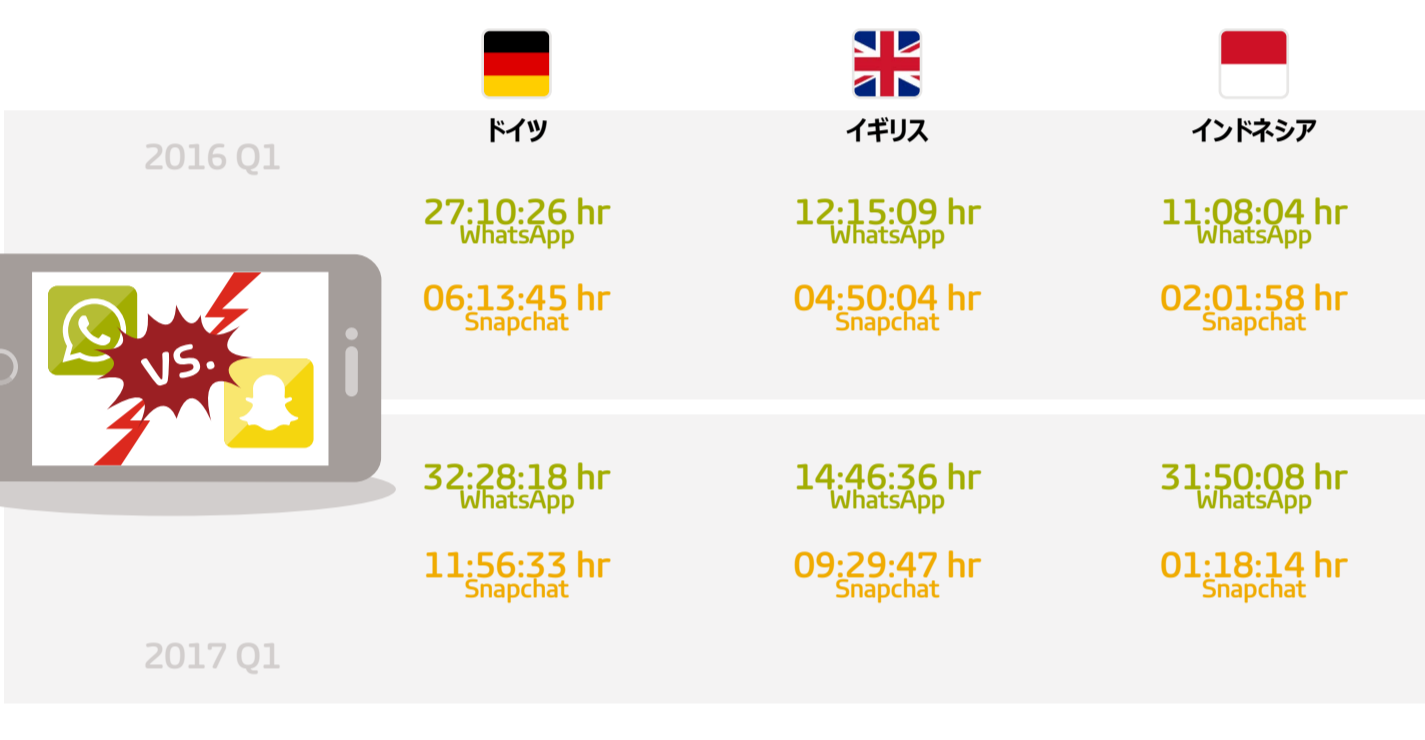 ドイツ
イギリス
インドネシア
2016 Q1
27:10:26 hr
WhatsApp
12:15:09 hr
WhatsApp
11:08:04 hr
WhatsApp
06:13:45 hr
Snapchat
04:50:04 hr
Snapchat
02:01:58 hr
Snapchat
VS.
32:28:18 hr
WhatsApp
14:46:36 hr
WhatsApp
31:50:08 hr
WhatsApp
11:56:33 hr
Snapchat
09:29:47 hr
Snapchat
01:18:14 hr
Snapchat
2017 Q1